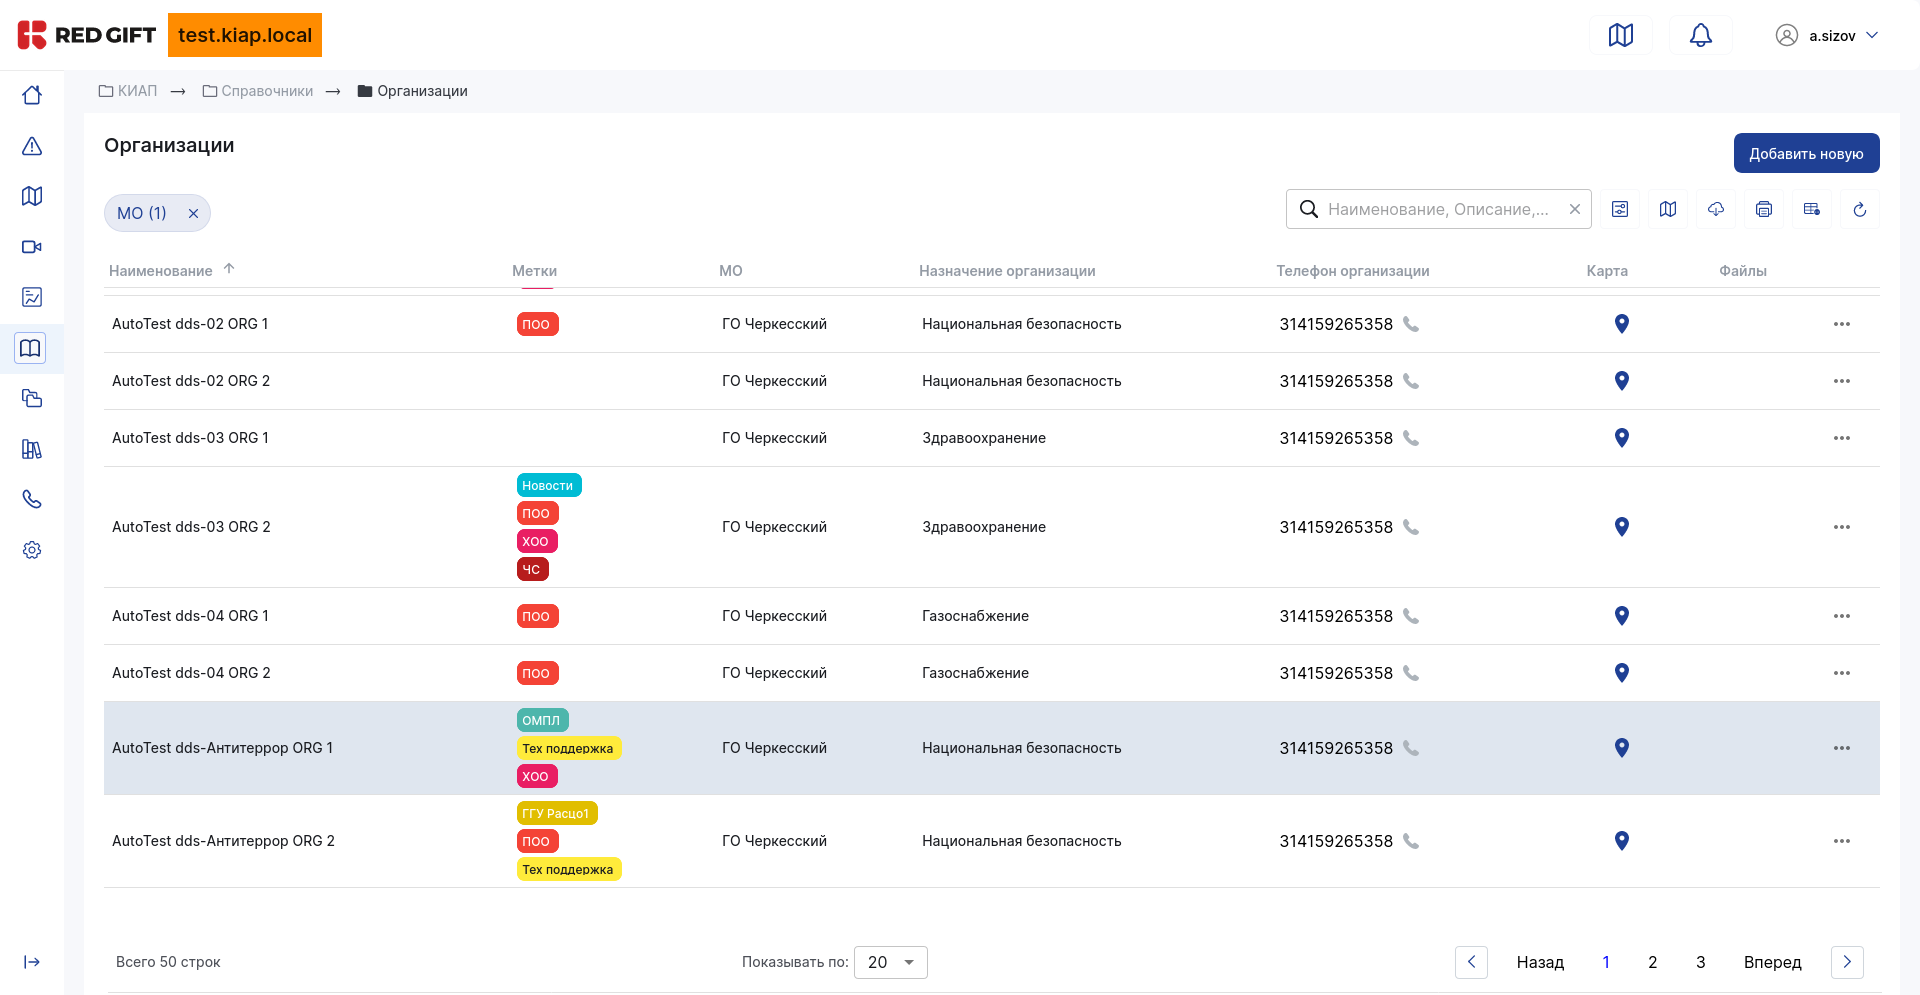 RED GIFT
test.kiap.local
a.sizov
КИАП → Справочники → Организации
Организации
Добавить новую
МО (1)
Наименование, Описание,...
Наименование Метки МО Назначение организации Телефон организации Карта Файлы
AutoTest dds-02 ORG 1 ПОО ГО Черкесский Национальная безопасность 314159265358
AutoTest dds-02 ORG 2 ГО Черкесский Национальная безопасность 314159265358
AutoTest dds-03 ORG 1 ГО Черкесский Здравоохранение 314159265358
Новости
ПОО
AutoTest dds-03 ORG 2 ГО Черкесский Здравоохранение 314159265358
ХОО
ЧС
AutoTest dds-04 ORG 1 ПОО ГО Черкесский Газоснабжение 314159265358
AutoTest dds-04 ORG 2 ПОО ГО Черкесский Газоснабжение 314159265358
ОМПЛ
AutoTest dds-Антитеррор ORG 1 Тех поддержка ГО Черкесский Национальная безопасность 314159265358
ХОО
ГГУ Расцо1
AutoTest dds-Антитеррор ORG 2 ПОО ГО Черкесский Национальная безопасность 314159265358
Тех поддержка
Всего 50 строк Показывать по: 20 Назад 1 2 3 Вперед